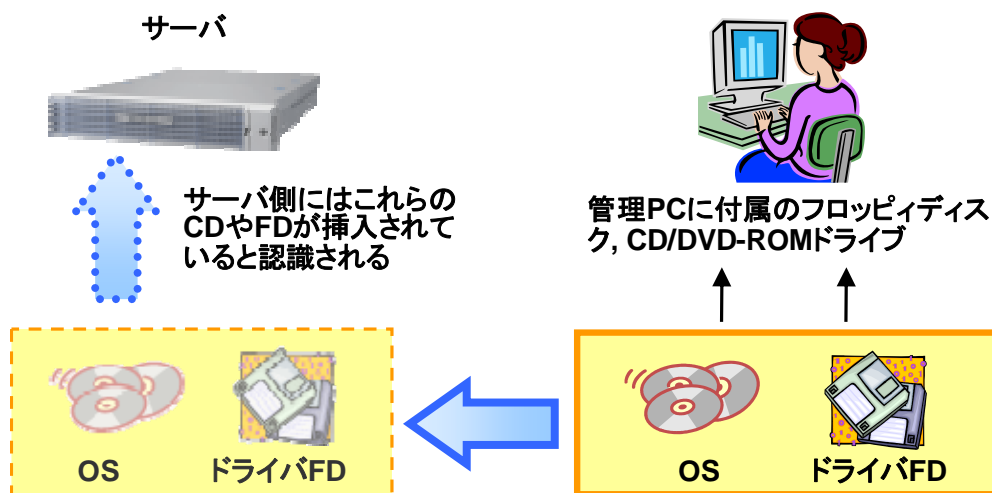 サーバ
サーバ側にはこれらの
CDやFDが挿入されて
いると認識される
管理PCに付属のフロッピィディス
ク, CD/DVD-ROMドライブ
OS ドライバFD
OS ドライバFD